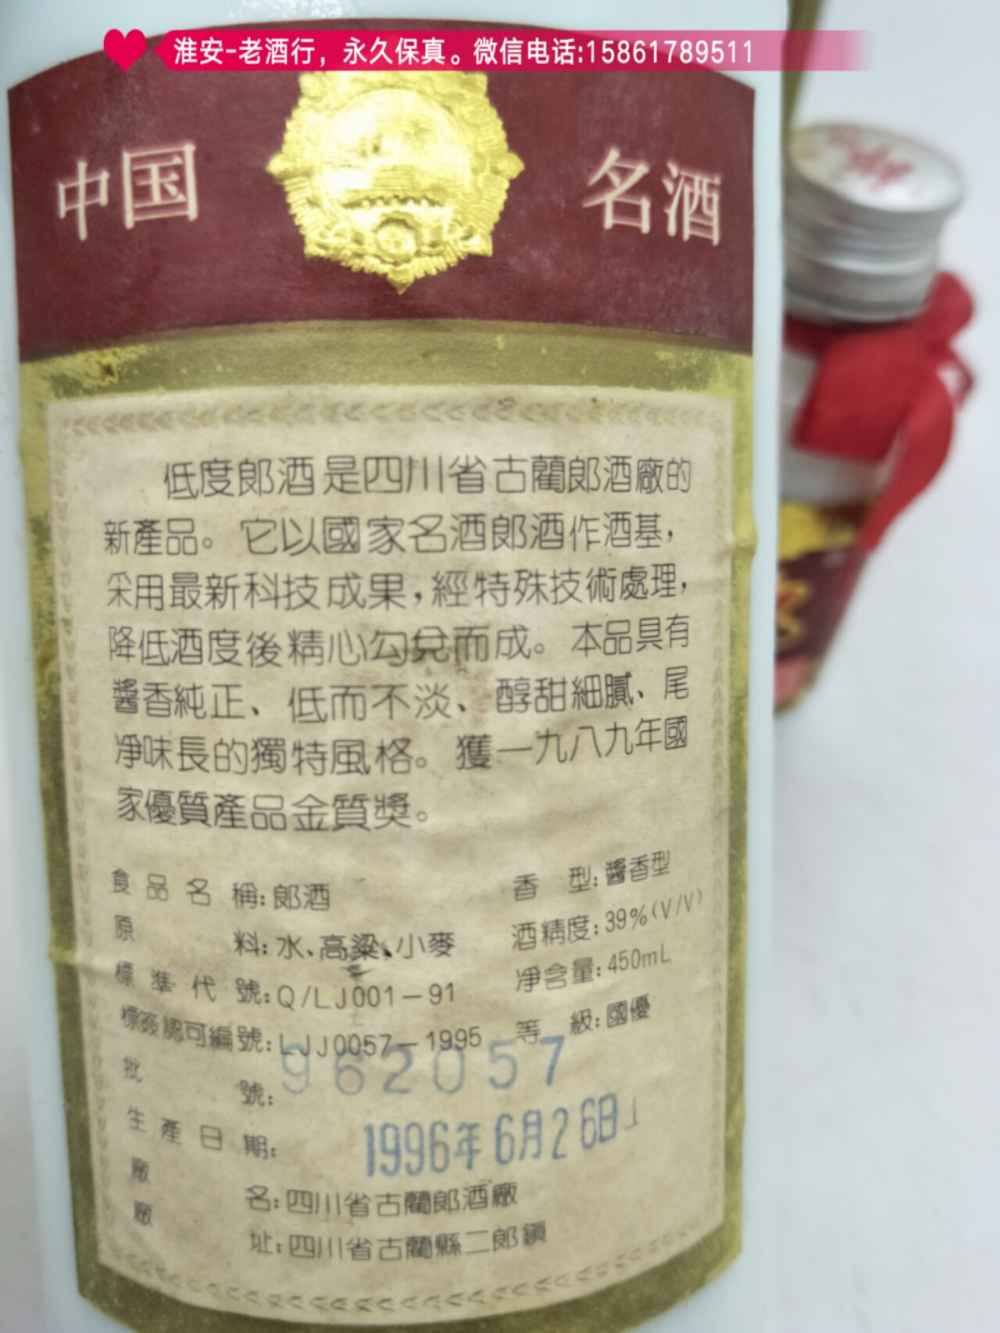 淮安-老酒行，永久保真。微信电话:15861789511
中国 名酒
低度郎酒是四川省古藺郎酒廠的
新產品。它以國家名酒郎酒作酒基，
采用最新科技成果，經特殊技術處理，
降低酒度後精心勾兌而成。本品具有
醬香純正、低而不淡、醇甜細膩、尾
凈味長的獨特風格。獲一九八九年國
家優質產品金質獎。
食品名稱:郎酒 香型:醬香型
原料:水、高粱、小麥 酒精度:39%(V/V)
標準代號:Q/LJ001-91 凈含量:450mL
標簽認可編號:LJJ0057-1995 等級:國優
批號: 962057
生產日期: 1996年6月26日
廠名:四川省古藺郎酒廠
廠址:四川省古藺縣二郎鎮